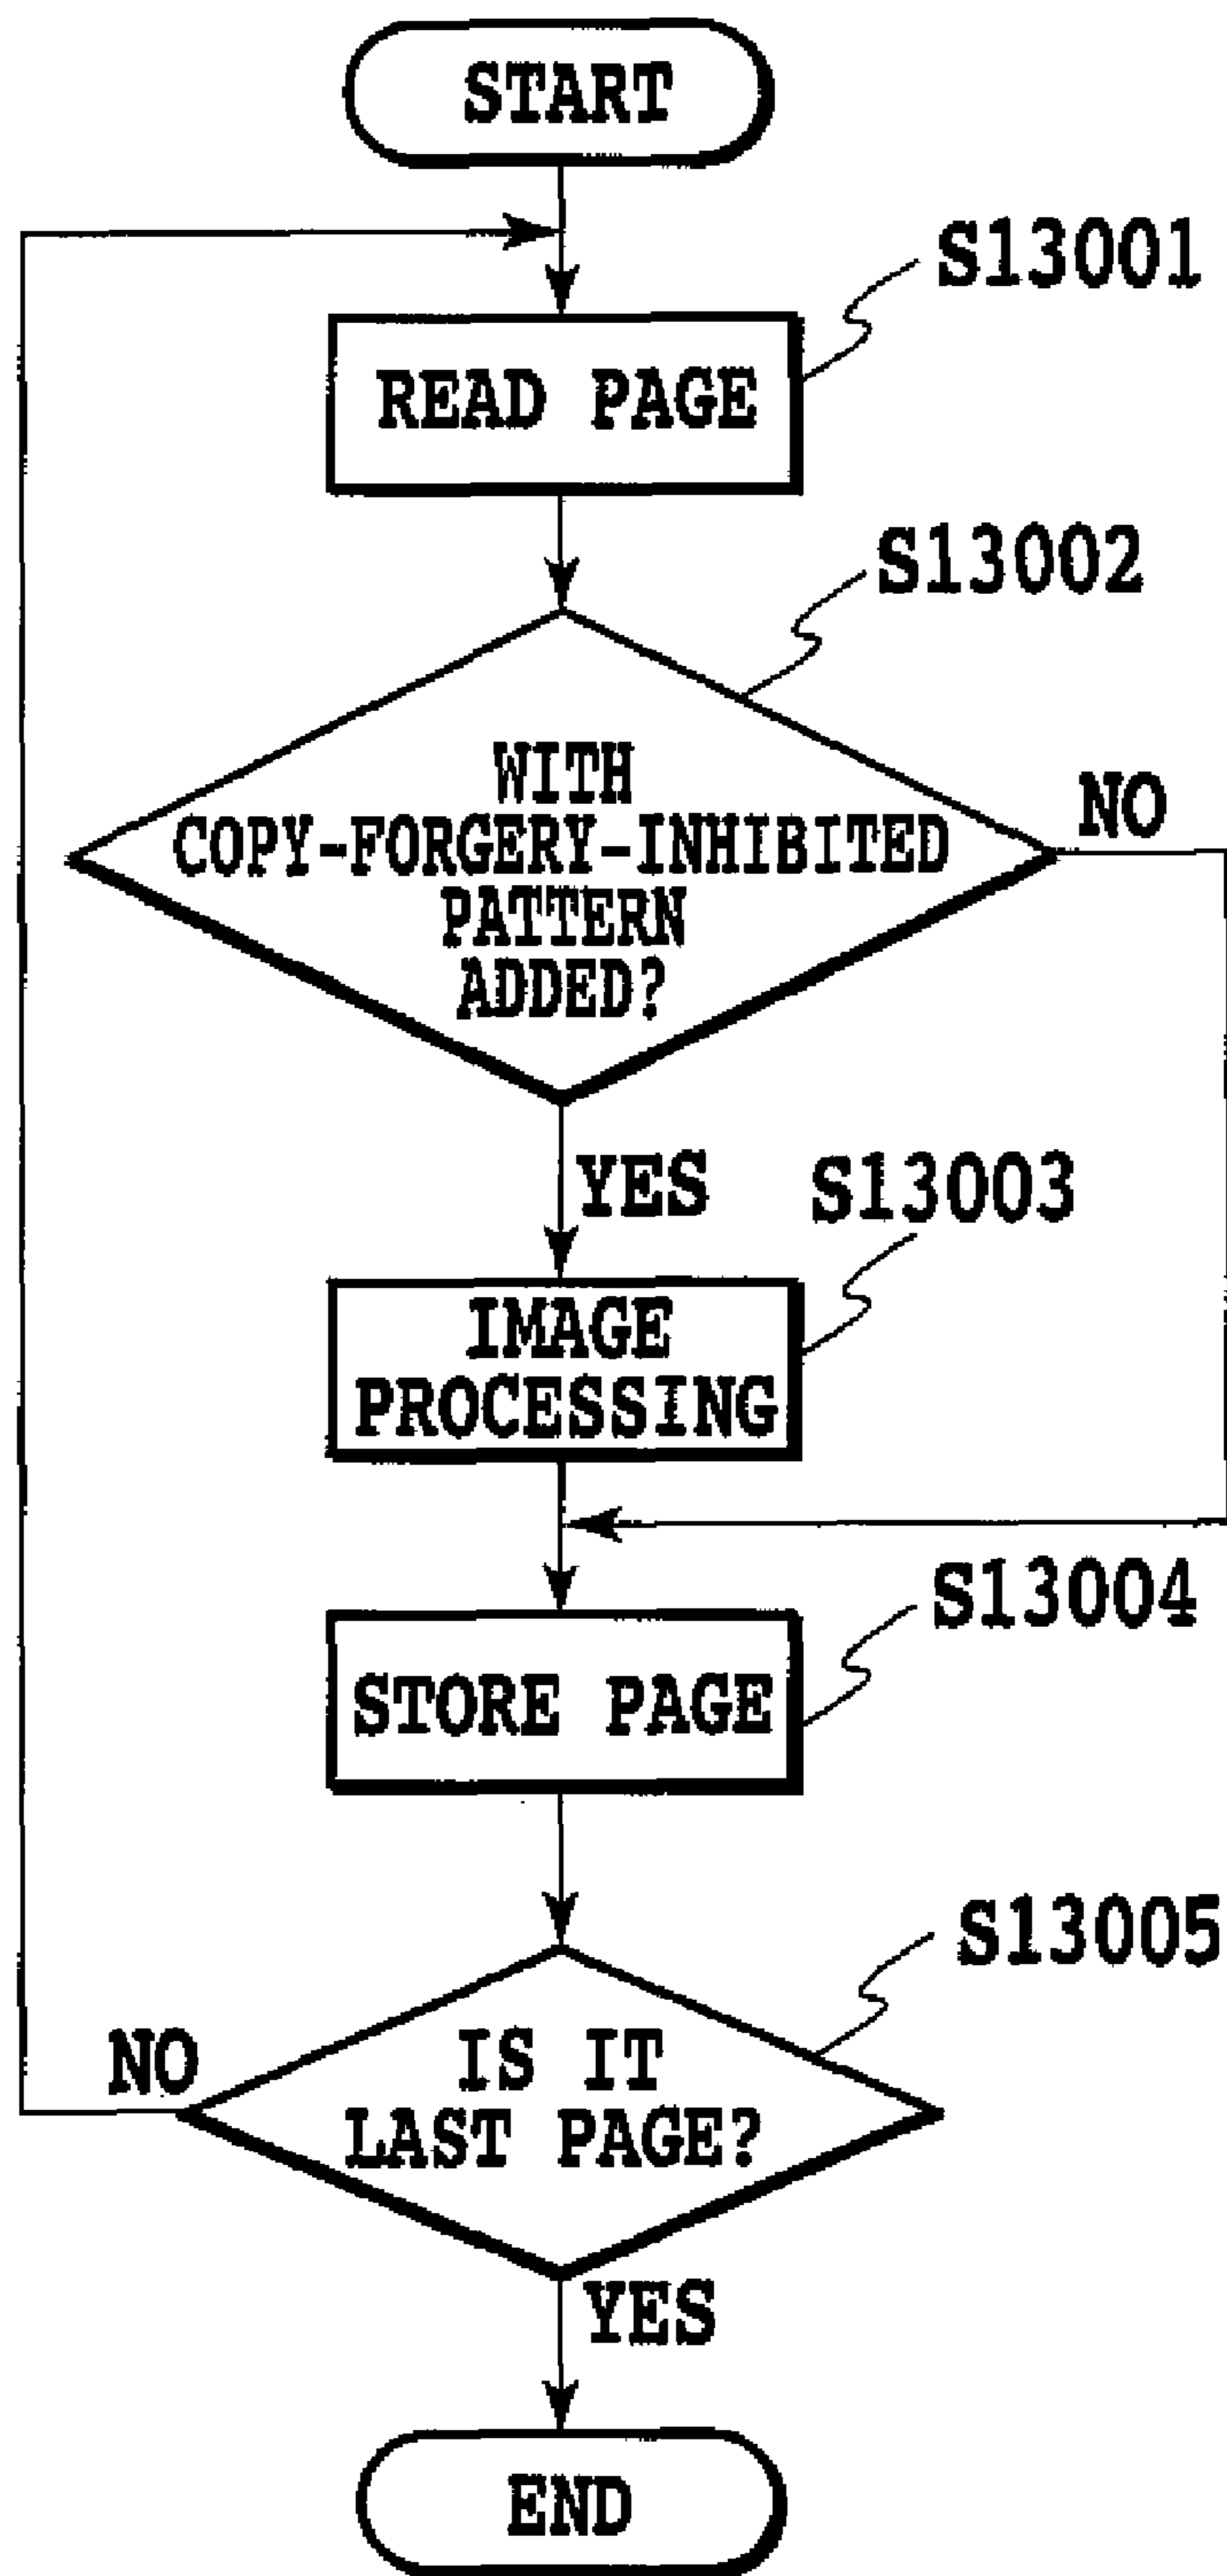 START
S13001
READ PAGE
S13002
WITH
COPY-FORGERY-INHIBITED
PATTERN
ADDED?
NO
YES
S13003
IMAGE
PROCESSING
S13004
STORE PAGE
S13005
NO
IS IT
LAST PAGE?
YES
END